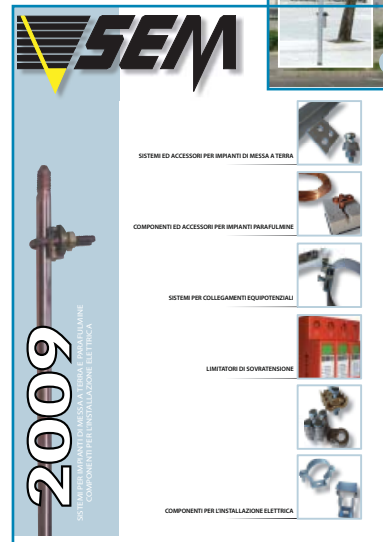 SEM
SISTEMI ED ACCESSORI PER IMPIANTI DI MESSA A TERRA
COMPONENTI ED ACCESSORI PER IMPIANTI PARAFULMINE
SISTEMI PER COLLEGAMENTI EQUIPOTENZIALI
LIMITATORI DI SOVRATENSIONE
COMPONENTI PER L'INSTALLAZIONE ELETTRICA
2009
SISTEMI PER IMPIANTI DI MESSA A TERRA E PARAFULMINE
COMPONENTI PER L'INSTALLAZIONE ELETTRICA